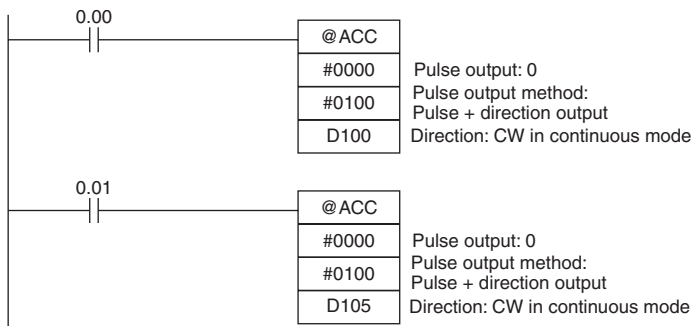 0.00
@ACC
#0000 Pulse output: 0
#0100 Pulse output method:
Pulse + direction output
D100 Direction: CW in continuous mode
0.01
@ACC
#0000 Pulse output: 0
#0100 Pulse output method:
Pulse + direction output
D105 Direction: CW in continuous mode